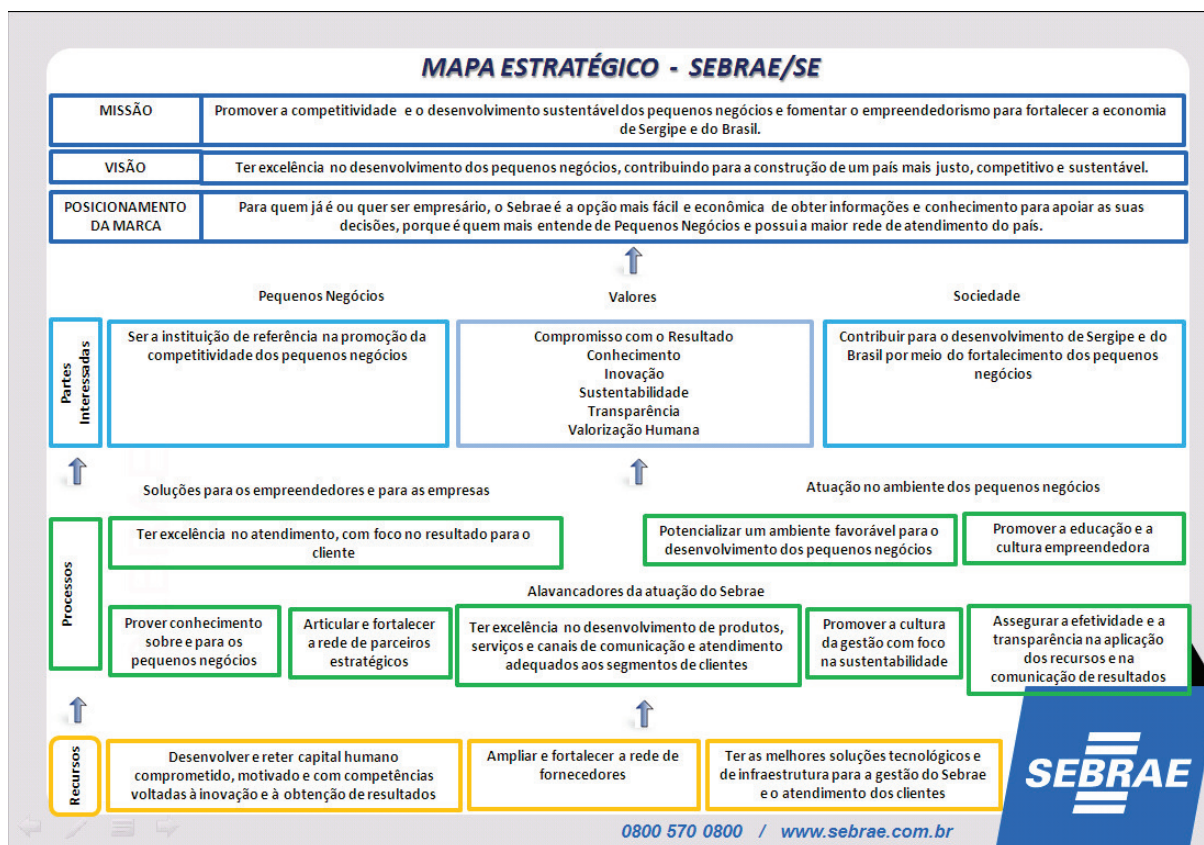 MAPA ESTRATÉGICO - SEBRAE/SE
MISSÃO
Promover a competitividade e o desenvolvimento sustentável dos pequenos negócios e fomentar o empreendedorismo para fortalecer a economia
de Sergipe e do Brasil.
VISÃO
Ter excelência no desenvolvimento dos pequenos negócios, contribuindo para a construção de um país mais justo, competitivo e sustentável.
POSICIONAMENTO
DA MARCA
Para quem já é ou quer ser empresário, o Sebrae é a opção mais fácil e econômica de obter informações e conhecimento para apoiar as suas
decisões, porque é quem mais entende de Pequenos Negócios e possui a maior rede de atendimento do país.
Pequenos Negócios
Valores
Sociedade
Partes
Interessadas
Ser a instituição de referência na promoção da
competitividade dos pequenos negócios
Compromisso com o Resultado
Conhecimento
Inovação
Sustentabilidade
Transparência
Valorização Humana
Contribuir para o desenvolvimento de Sergipe e do
Brasil por meio do fortalecimento dos pequenos
negócios
Soluções para os empreendedores e para as empresas
Atuação no ambiente dos pequenos negócios
Processos
Ter excelência no atendimento, com foco no resultado para o
cliente
Potencializar um ambiente favorável para o
desenvolvimento dos pequenos negócios
Promover a educação e a
cultura empreendedora
Alavancadores da atuação do Sebrae
Prover conhecimento
sobre e para os
pequenos negócios
Articular e fortalecer
a rede de parceiros
estratégicos
Ter excelência no desenvolvimento de produtos,
serviços e canais de comunicação e atendimento
adequados aos segmentos de clientes
Promover a cultura
da gestão com foco
na sustentabilidade
Assegurar a efetividade e a
transparência na aplicação
dos recursos e na
comunicação de resultados
Recursos
Desenvolver e reter capital humano
comprometido, motivado e com competências
voltadas à inovação e à obtenção de resultados
Ampliar e fortalecer a rede de
fornecedores
Ter as melhores soluções tecnológicos e
de infraestrutura para a gestão do Sebrae
e o atendimento dos clientes
SEBRAE
0800 570 0800 / www.sebrae.com.br